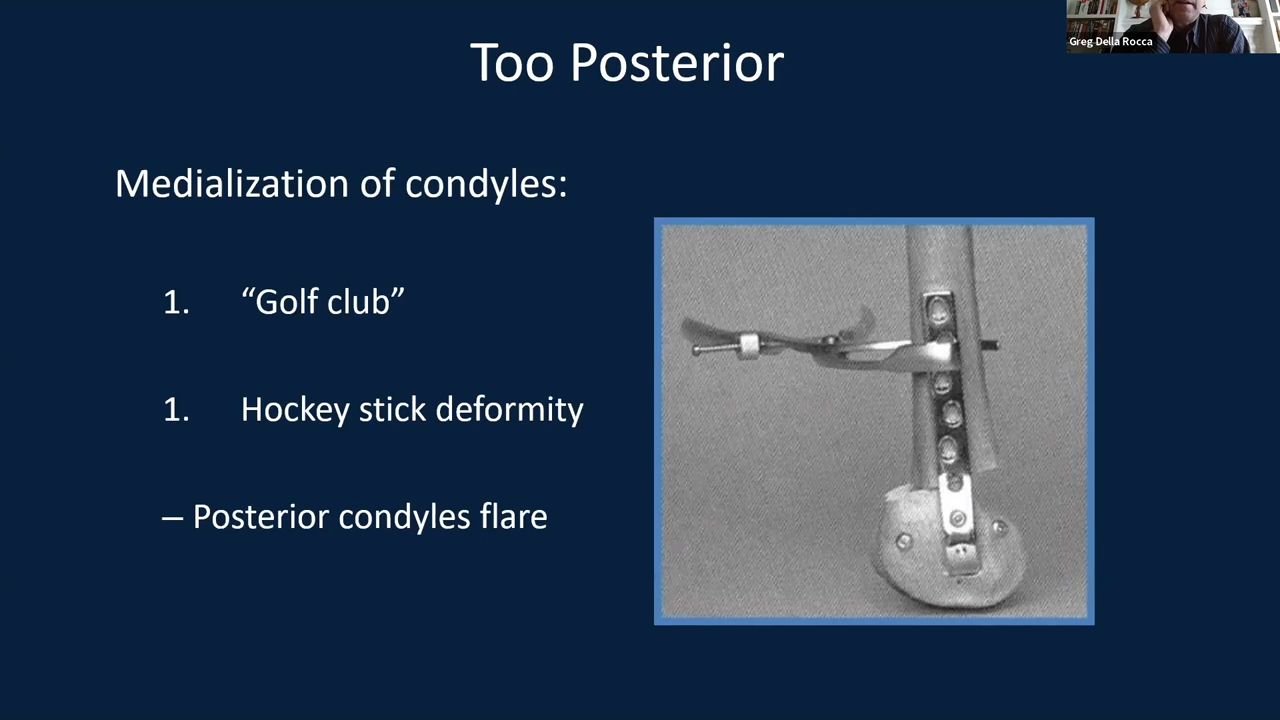 Greg Della Rocca
Too Posterior
Medialization of condyles:
1. “Golf club”
1. Hockey stick deformity
– Posterior condyles flare